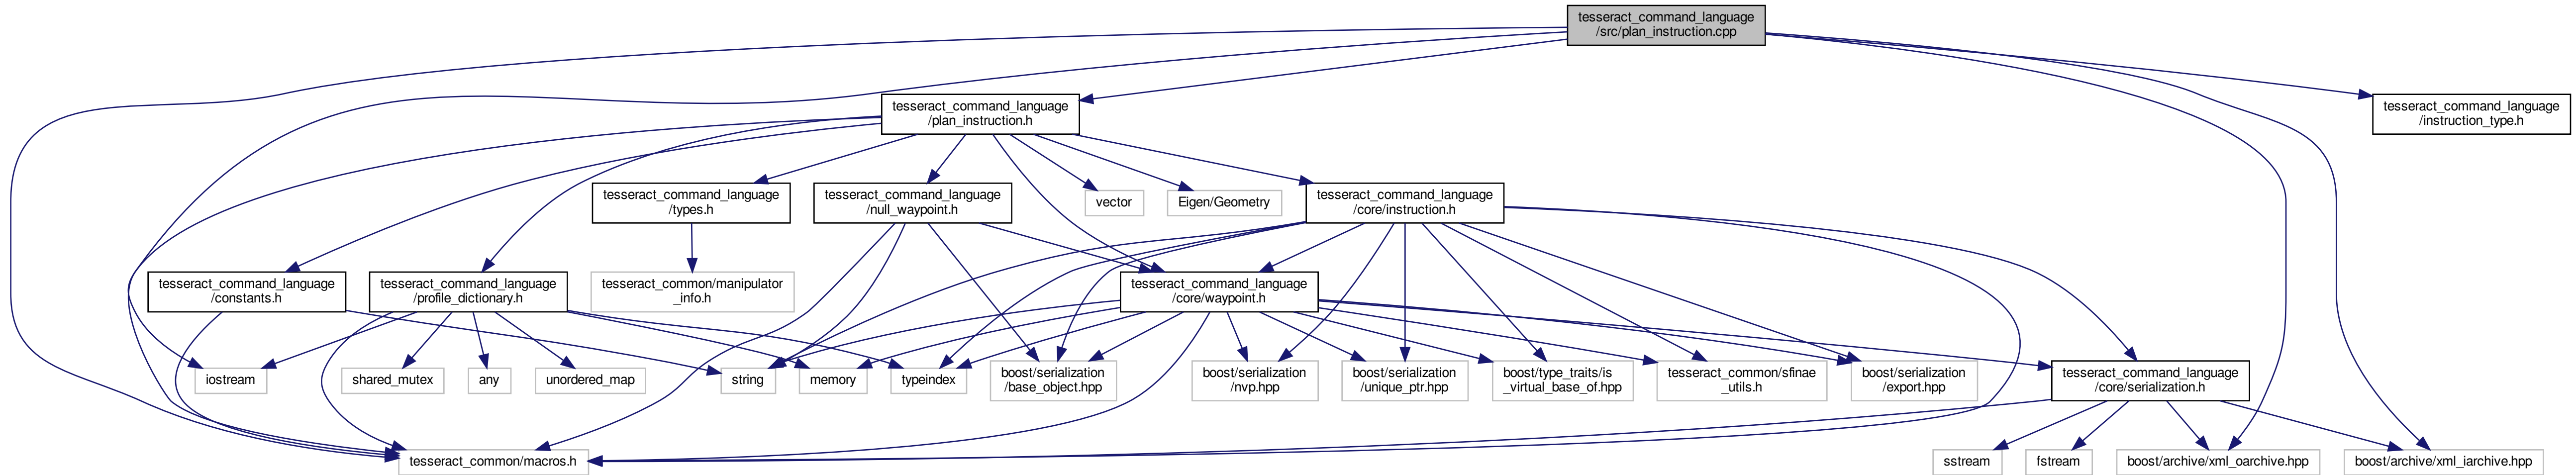 tesseract_command_language
/src/plan_instruction.cpp
tesseract_command_language
/plan_instruction.h
tesseract_command_language
/instruction_type.h
tesseract_command_language
/types.h
tesseract_command_language
/null_waypoint.h
vector
Eigen/Geometry
tesseract_command_language
/core/instruction.h
tesseract_command_language
/constants.h
tesseract_command_language
/profile_dictionary.h
tesseract_common/manipulator
_info.h
tesseract_command_language
/core/waypoint.h
iostream
shared_mutex
any
unordered_map
string
memory
typeindex
boost/serialization
/base_object.hpp
boost/serialization
/nvp.hpp
boost/serialization
/unique_ptr.hpp
boost/type_traits/is
_virtual_base_of.hpp
tesseract_common/sfinae
_utils.h
boost/serialization
/export.hpp
tesseract_command_language
/core/serialization.h
tesseract_common/macros.h
sstream
fstream
boost/archive/xml_oarchive.hpp
boost/archive/xml_iarchive.hpp